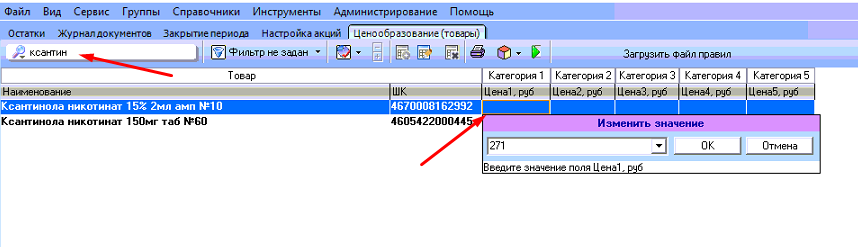 Файл Вид Сервис Группы Справочники Инструменты Администрирование Помощь
Остатки Журнал документов Закрытие периода Настройка акций Ценообразование (товары)
ксантин Фильтр не задан Загрузить файл правил
Товар Категория 1 Категория 2 Категория 3 Категория 4 Категория 5
Наименование ШК Цена1, руб Цена2, руб Цена3, руб Цена4, руб Цена5, руб
Ксантинола никотинат 15% 2мл амп №10 4670008162992
Ксантинола никотинат 150мг таб №60 4605422000445
Изменить значение
271 OK Отмена
Введите значение поля Цена1, руб